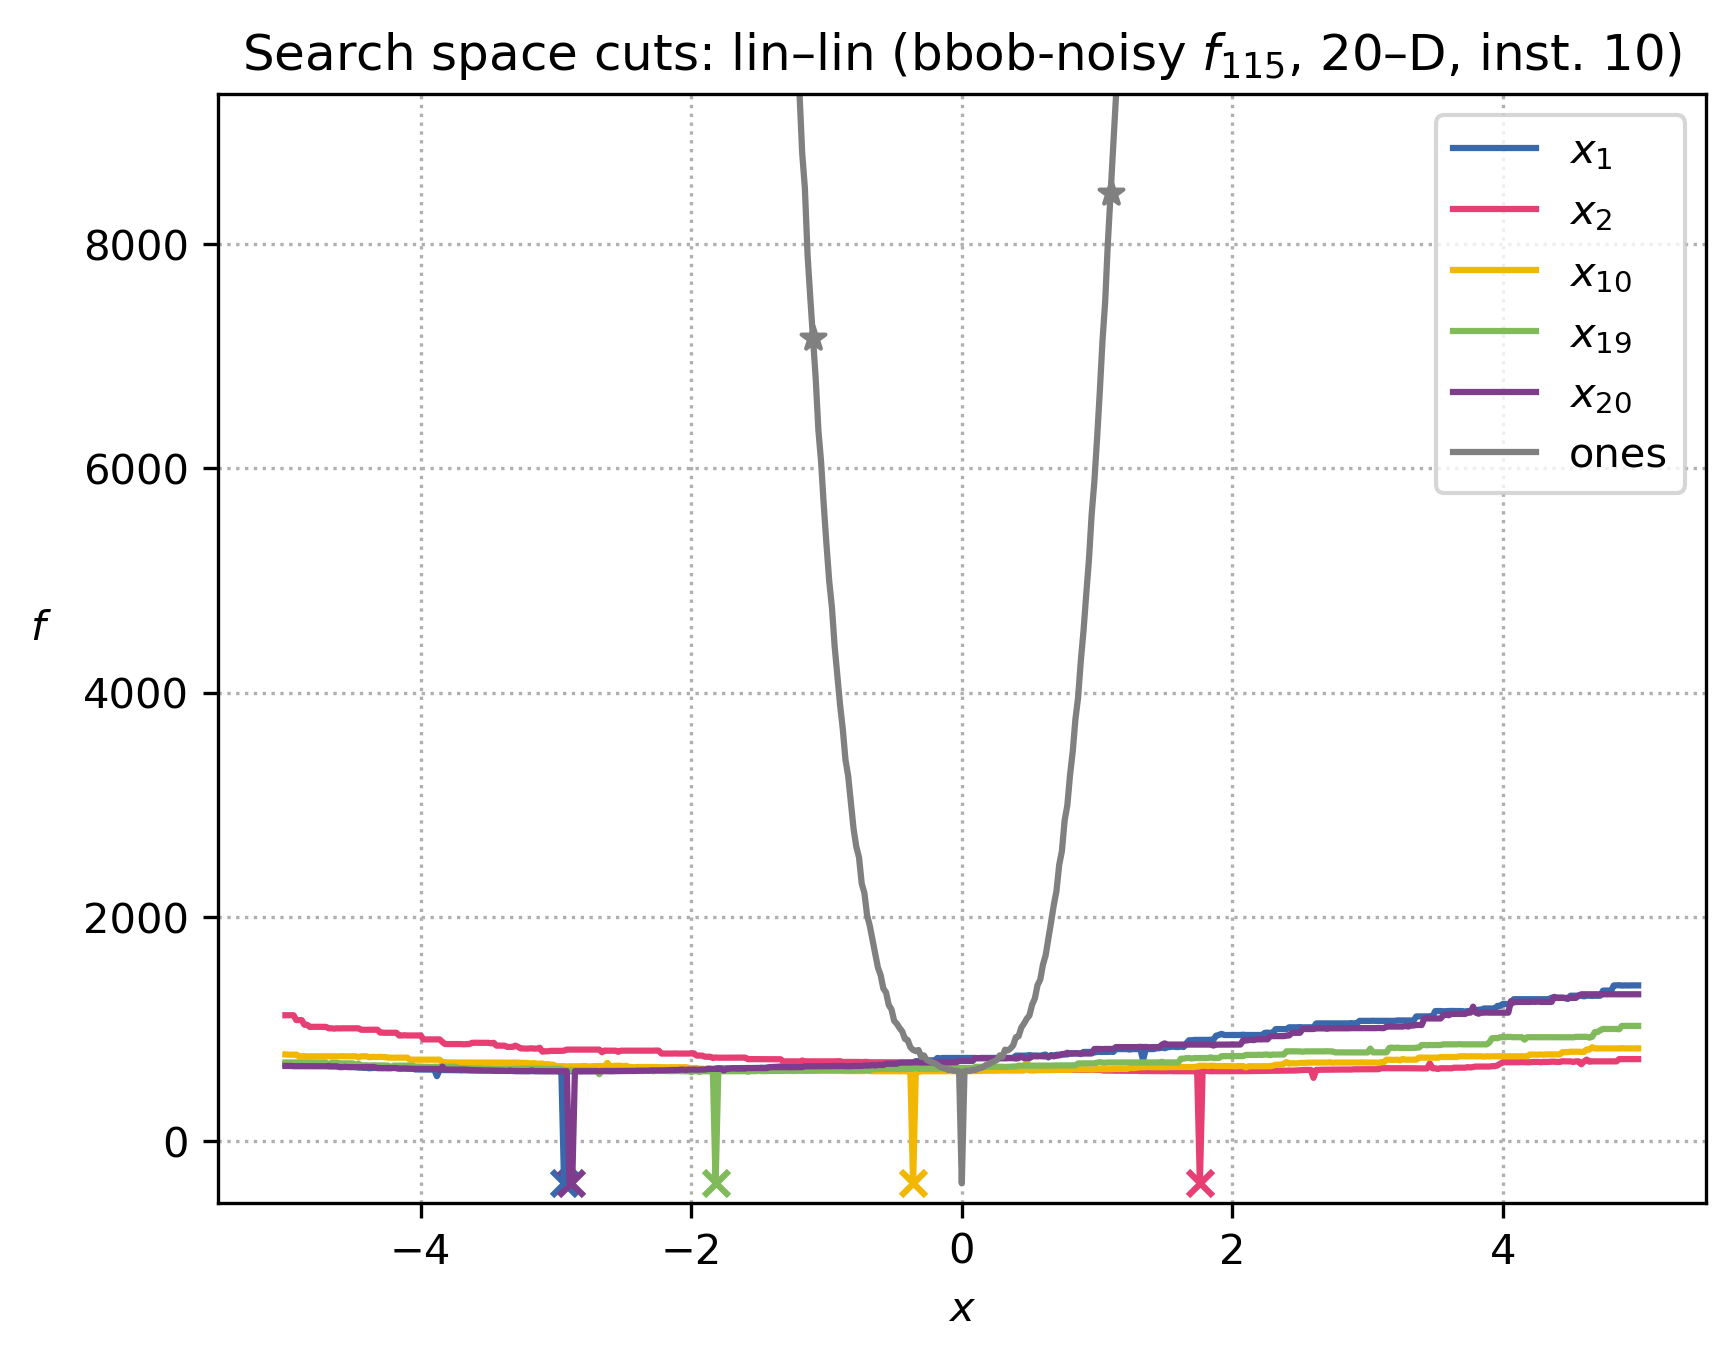 Search space cuts: lin–lin (bbob-noisy f₁₁₅, 20–D, inst. 10)
x₁
x₂
x₁₀
x₁₉
x₂₀
ones
8000
6000
4000
2000
0
f
−4
−2
0
2
4
x